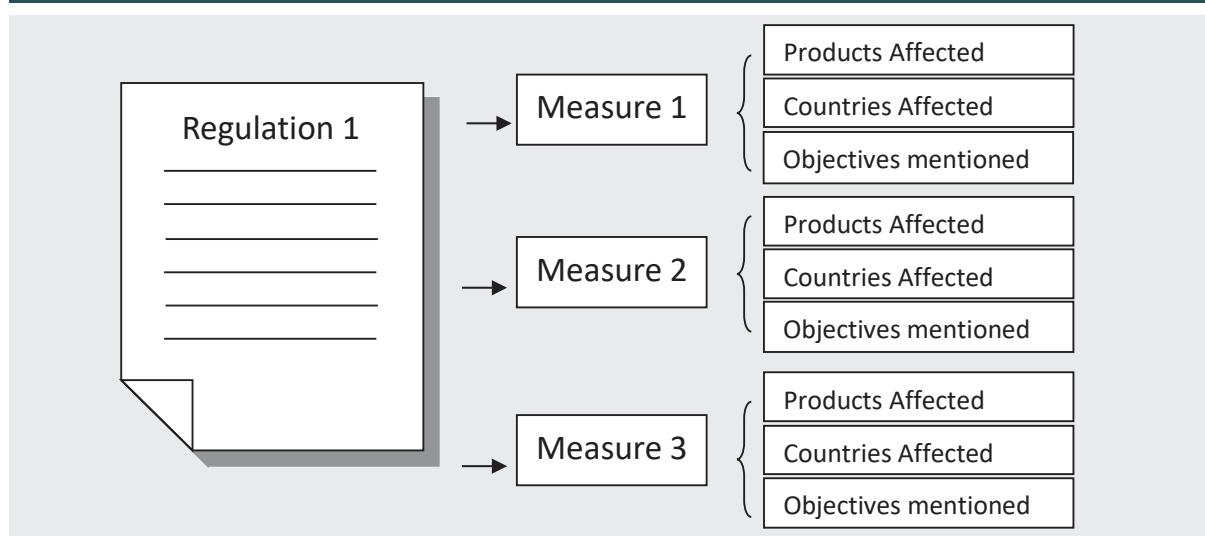 Regulation 1
Measure 1
Products Affected
Countries Affected
Objectives mentioned
Measure 2
Products Affected
Countries Affected
Objectives mentioned
Measure 3
Products Affected
Countries Affected
Objectives mentioned